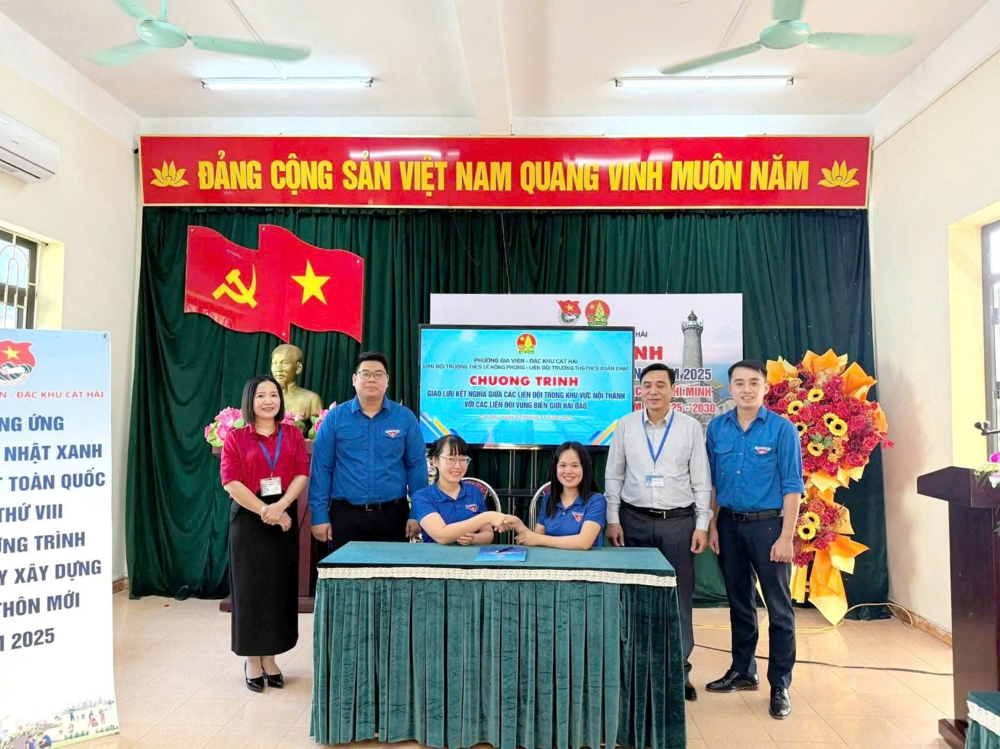 ĐẢNG CỘNG SẢN VIỆT NAM QUANG VINH MUÔN NĂM
HẢI
NH
M 2025
HÍ MINH
2025 - 2030
PHƯỜNG GIA VIÊN - ĐẶC KHU CÁT HẢI
LIÊN ĐỘI TRƯỜNG THCS LÊ HỒNG PHONG - LIÊN ĐỘI TRƯỜNG TH&THCS XUÂN ĐÁM
CHƯƠNG TRÌNH
GIAO LƯU KẾT NGHĨA GIỮA CÁC LIÊN ĐỘI TRONG KHU VỰC NỘI THÀNH
VỚI CÁC LIÊN ĐỘI VÙNG BIÊN GIỚI HẢI ĐẢO
Cát Hải, ngày 22 tháng 11 năm 2025
N - ĐẶC KHU CÁT HẢI
NG ỨNG
NHẬT XANH
T TOÀN QUỐC
THỨ VIII
ƠNG TRÌNH
Y XÂY DỰNG
THÔN MỚI
M 2025